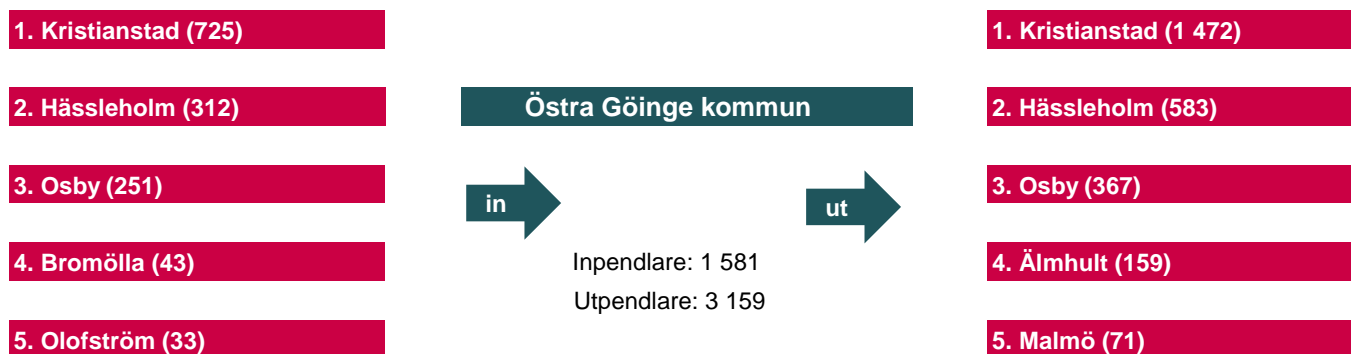 1. Kristianstad (725)
2. Hässleholm (312)
3. Osby (251)
4. Bromölla (43)
5. Olofström (33)
Östra Göinge kommun
in
ut
Inpendlare: 1 581
Utpendlare: 3 159
1. Kristianstad (1 472)
2. Hässleholm (583)
3. Osby (367)
4. Älmhult (159)
5. Malmö (71)